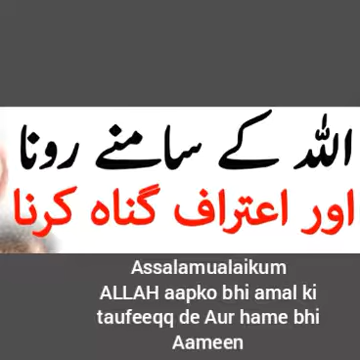 اللہ کے سامنے رونا
اور اعتراف گناہ کرنا
Assalamualaikum
ALLAH aapko bhi amal ki
taufeeqq de Aur hame bhi
Aameen